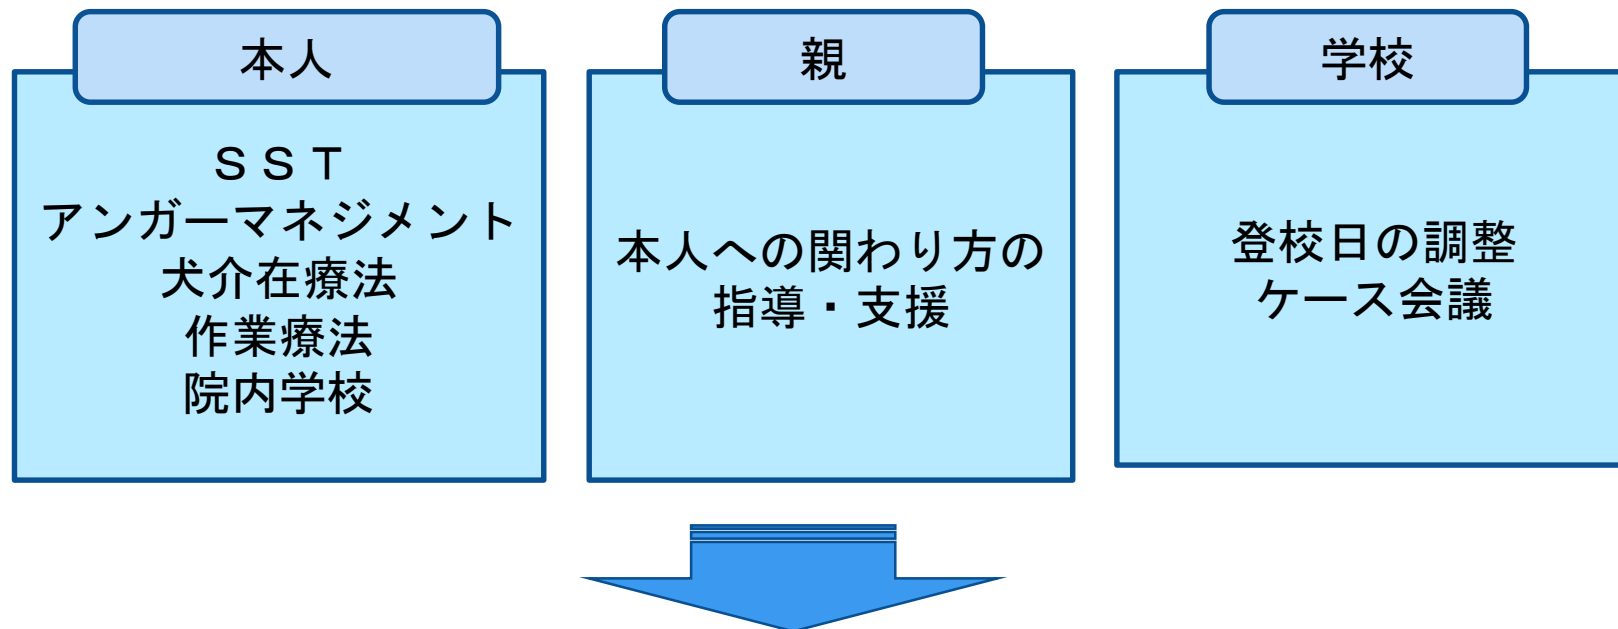 本人
ＳＳＴ
アンガーマネジメント
犬介在療法
作業療法
院内学校
親
本人への関わり方の
指導・支援
学校
登校日の調整
ケース会議